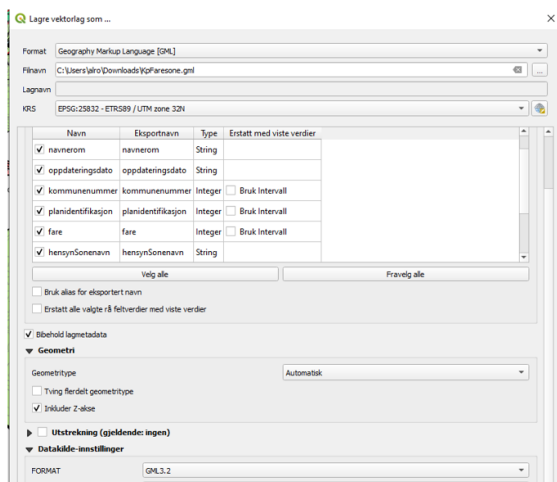 Lagre vektorlag som ...
Format Geography Markup Language [GML]
Filnavn C:\Users\alro\Downloads\KpFaresone.gml ...
Lagnavn
KRS EPSG:25832 - ETRS89 / UTM zone 32N
Navn Eksportnavn Type Erstatt med viste verdier
navnerom navnerom String
oppdateringsdato oppdateringsdato String
kommunenummer kommunenummer Integer Bruk Intervall
planidentifikasjon planidentifikasjon Integer Bruk Intervall
fare fare Integer Bruk Intervall
hensynSonenavn hensynSonenavn String
Velg alle Fravelg alle
Bruk alias for eksportert navn
Erstatt alle valgte rå feltverdier med viste verdier
Bibehold lagmetadata
Geometri
Geometritype Automatisk
Tving flerdelt geometritype
Inkluder Z-akse
Utstrekning (gjeldende: ingen)
Datakilde-innstillinger
FORMAT GML3.2